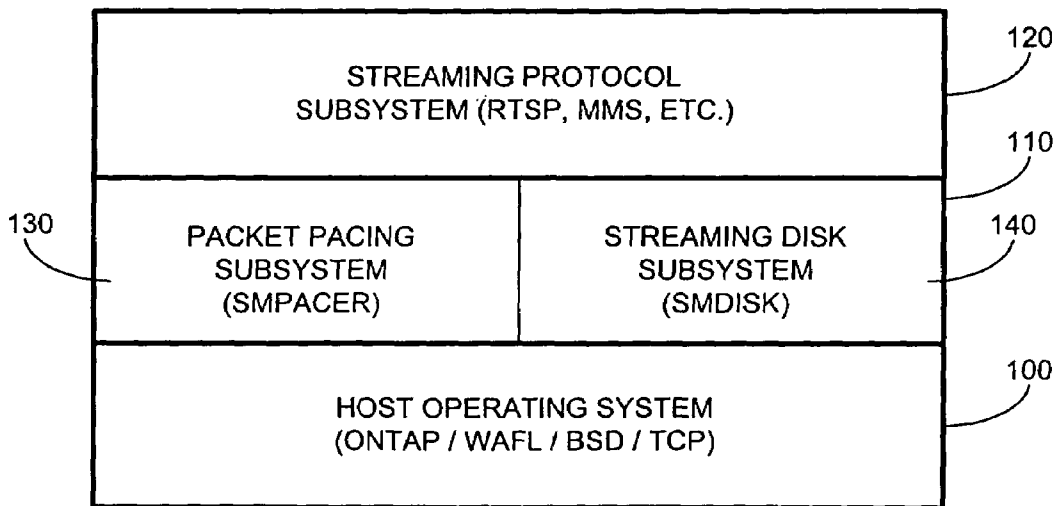 STREAMING PROTOCOL
SUBSYSTEM (RTSP, MMS, ETC.)
120
110
130
PACKET PACING
SUBSYSTEM
(SMPACER)
STREAMING DISK
SUBSYSTEM
(SMDISK)
140
HOST OPERATING SYSTEM
(ONTAP / WAFL / BSD / TCP)
100